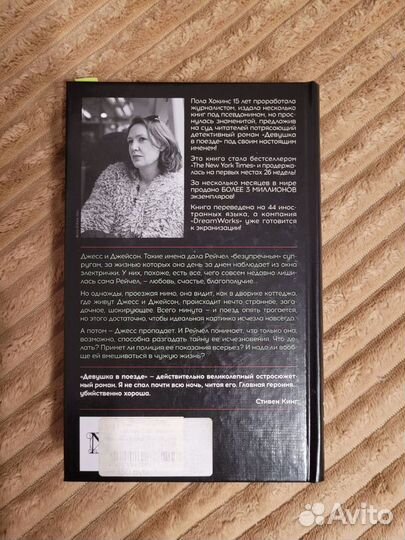 Пола Хокинс 15 лет проработала
журналистом, издала несколько
книг под псевдонимом, но прос-
нулась знаменитой, предложив
на суд читателей потрясающий
детективный роман «Девушка
в поезде» под своим настоящим
именем!
Эта книга стала бестселлером
«The New York Times» и продержа-
лась на первых местах 26 недель!
За несколько месяцев в мире
продано БОЛЕЕ 3 МИЛЛИОНОВ
экземпляров!
Книга переведена на 44 инос-
транных языка, а компания
«DreamWorks» уже готовится
к экранизации!
Джесс и Джейсон. Такие имена дала Рейчел «безупречным» суп-
ругам, за жизнью которых она день за днем наблюдает из окна
электрички. У них, похоже, есть все, чего совсем недавно лиши-
лась сама Рейчел, – любовь, счастье, благополучие...
Но однажды, проезжая мимо, она видит, как в дворике коттеджа,
где живут Джесс и Джейсон, происходит нечто странное, зага-
дочное, шокирующее. Всего минута – и поезд опять трогается,
но этого достаточно, чтобы идеальная картинка исчезла навсегда.
А потом – Джесс пропадает. И Рейчел понимает, что только она,
возможно, способна разгадать тайну ее исчезновения. Что де-
лать? Примет ли полиция ее показания всерьез? И надо ли вооб-
ще ей вмешиваться в чужую жизнь?
«Девушка в поезде» – действительно великолепный остросюжет-
ный роман. Я не спал почти всю ночь, читая его. Главная героиня
убийственно хороша.
Стивен Кинг
N
Avito